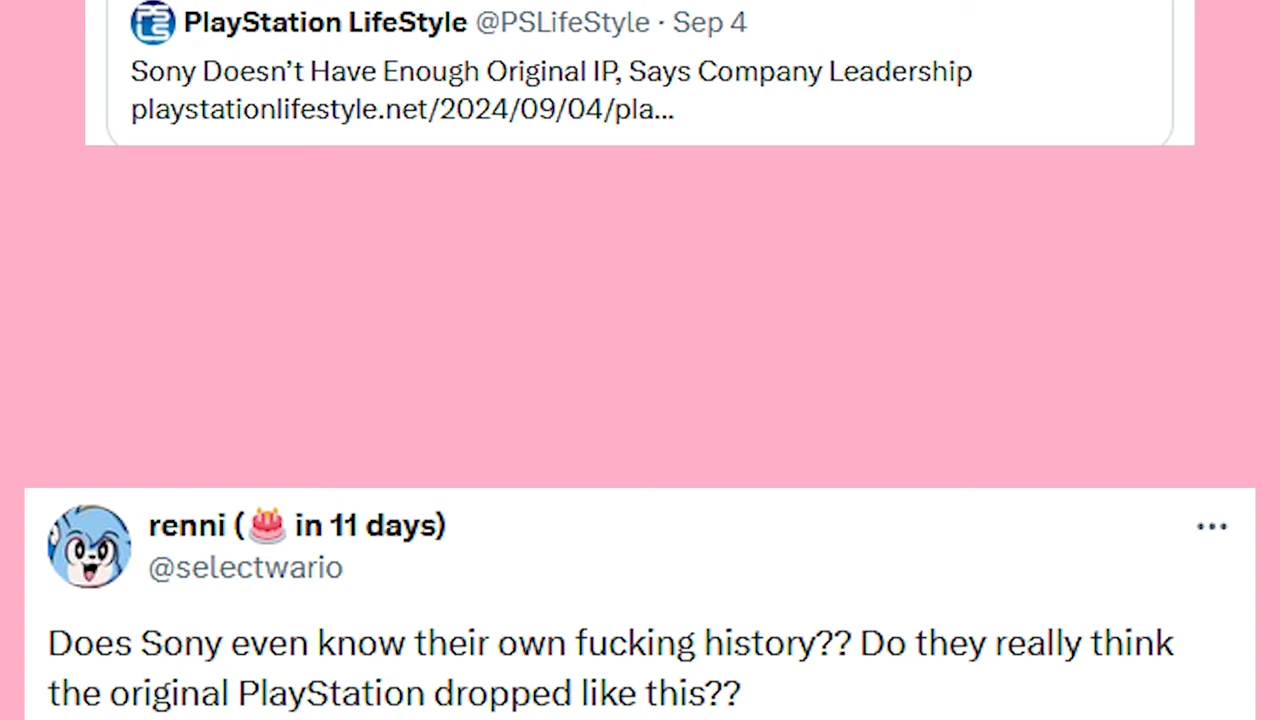 PlayStation LifeStyle @PSLifeStyle · Sep 4
Sony Doesn’t Have Enough Original IP, Says Company Leadership
playstationlifestyle.net/2024/09/04/pla...
renni (🎂 in 11 days)
@selectwario
Does Sony even know their own fucking history?? Do they really think
the original PlayStation dropped like this??